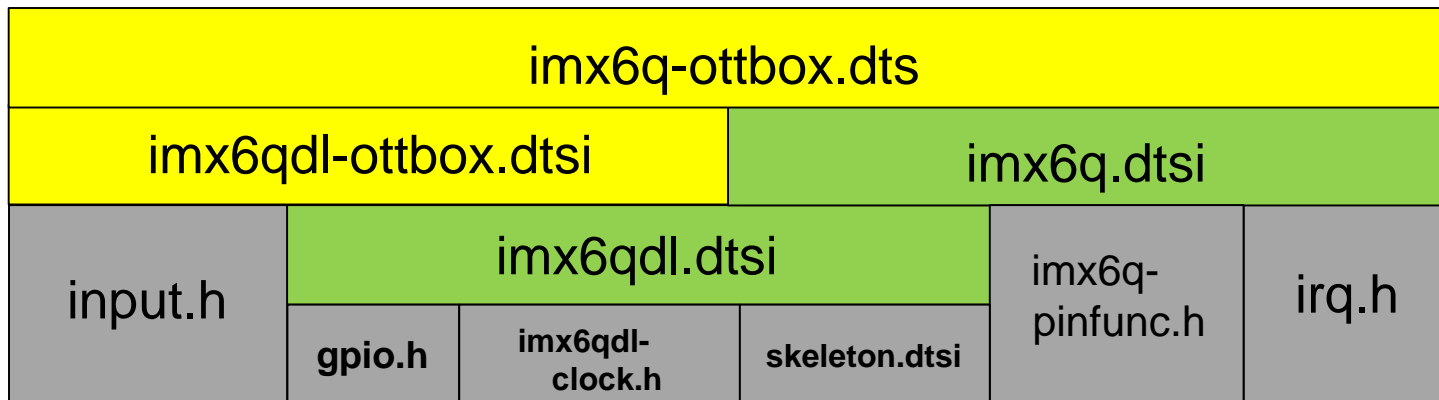 imx6q-ottbox.dts
imx6qdl-ottbox.dtsi
imx6q.dtsi
input.h
imx6qdl.dtsi
imx6q-
pinfunc.h
irq.h
gpio.h
imx6qdl-
clock.h
skeleton.dtsi